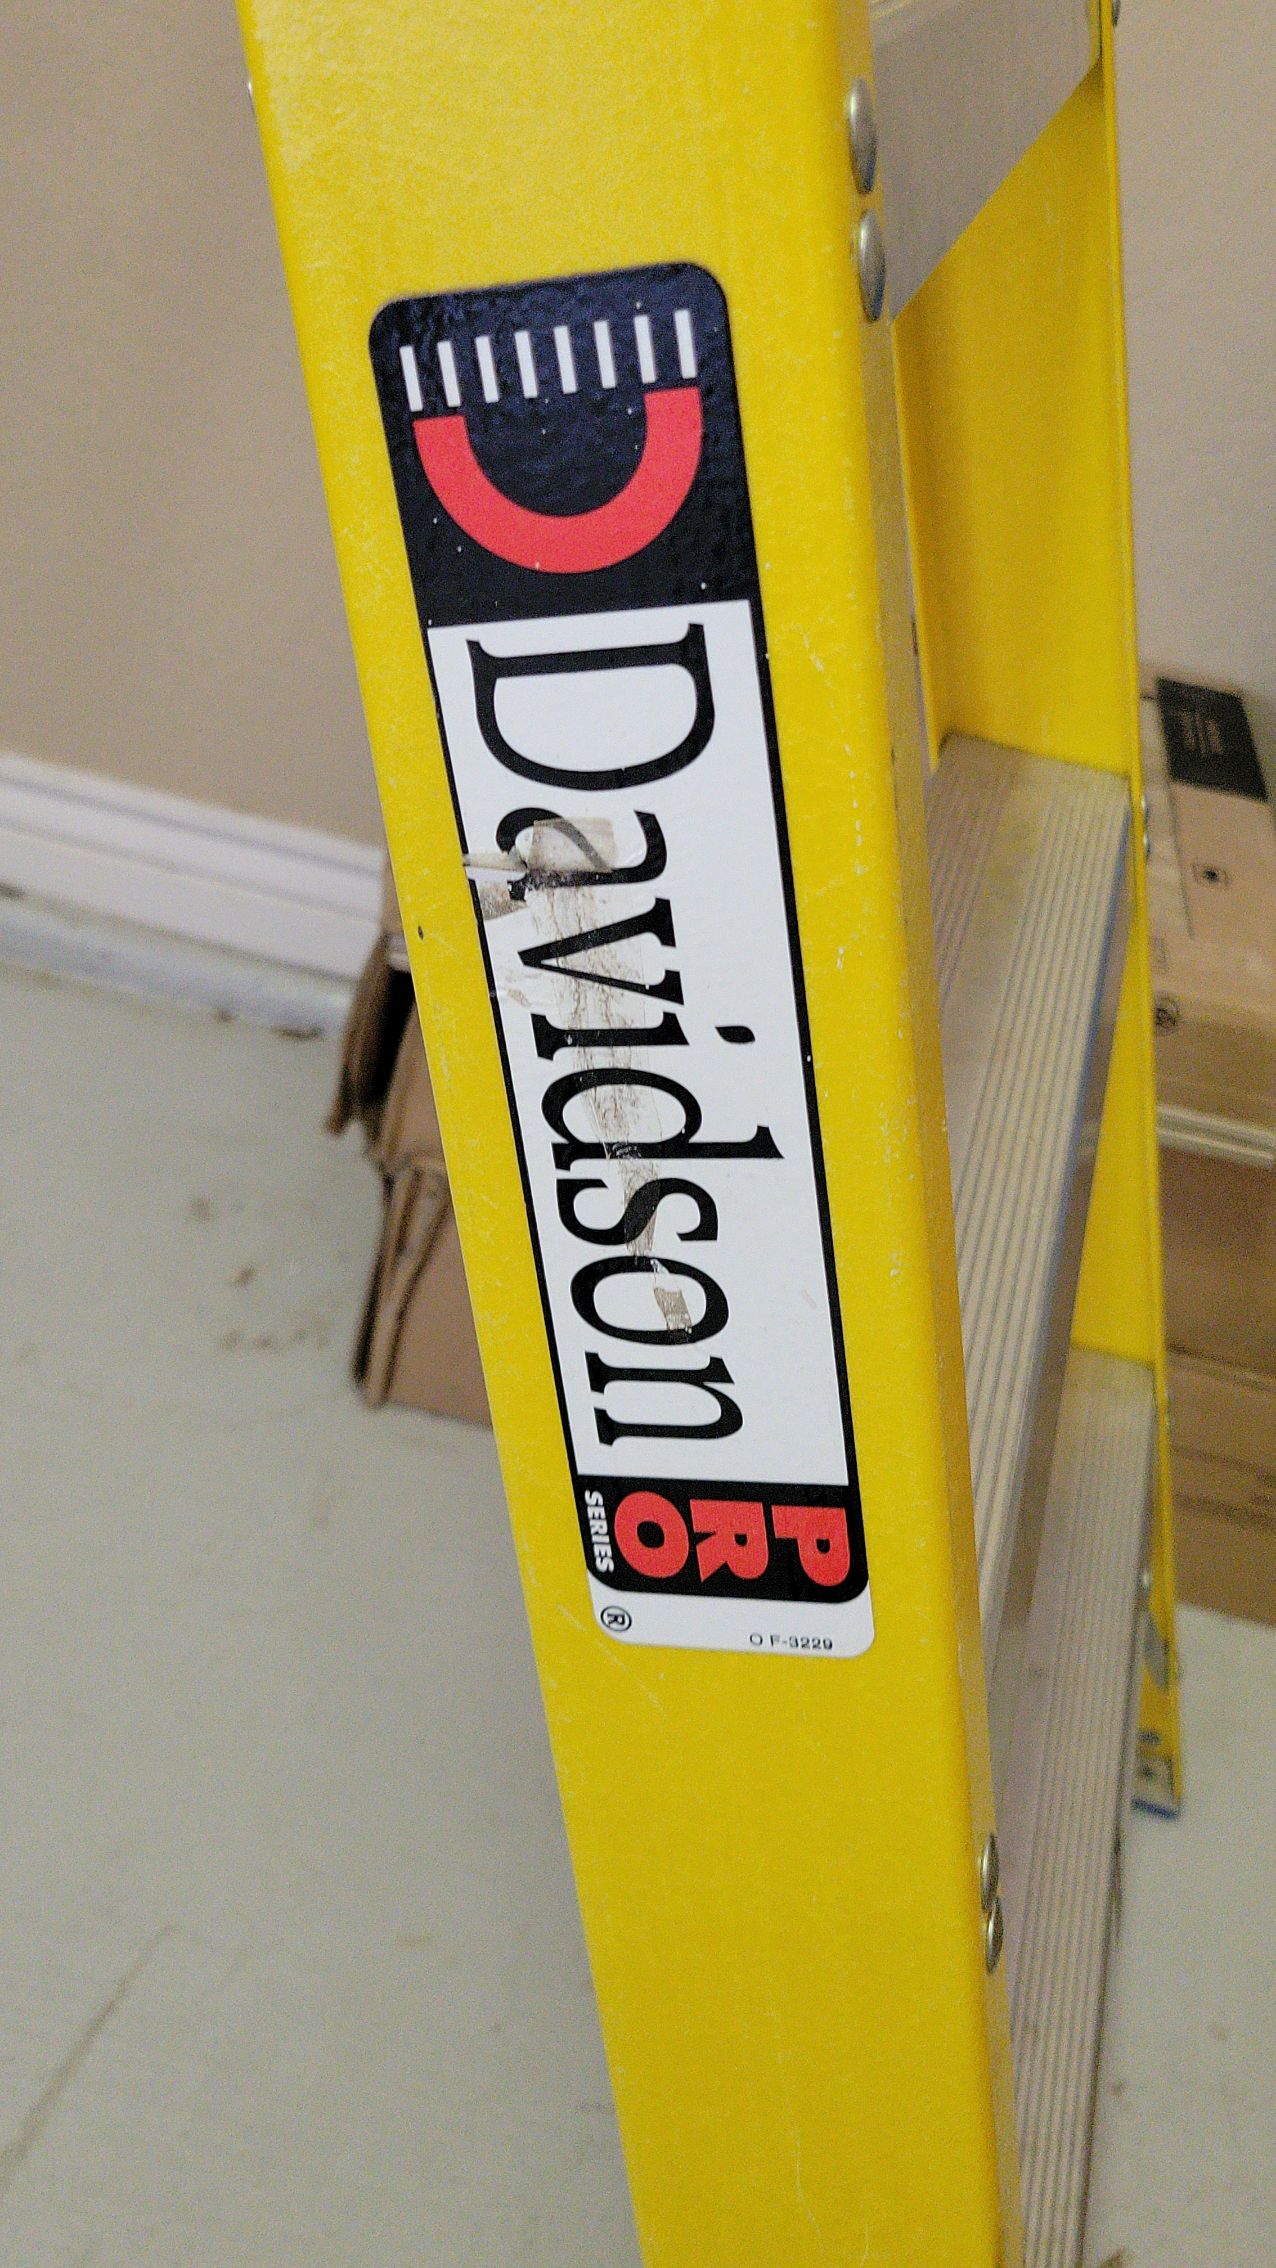 Davidson
PRO
SERIES
®
O F-3229